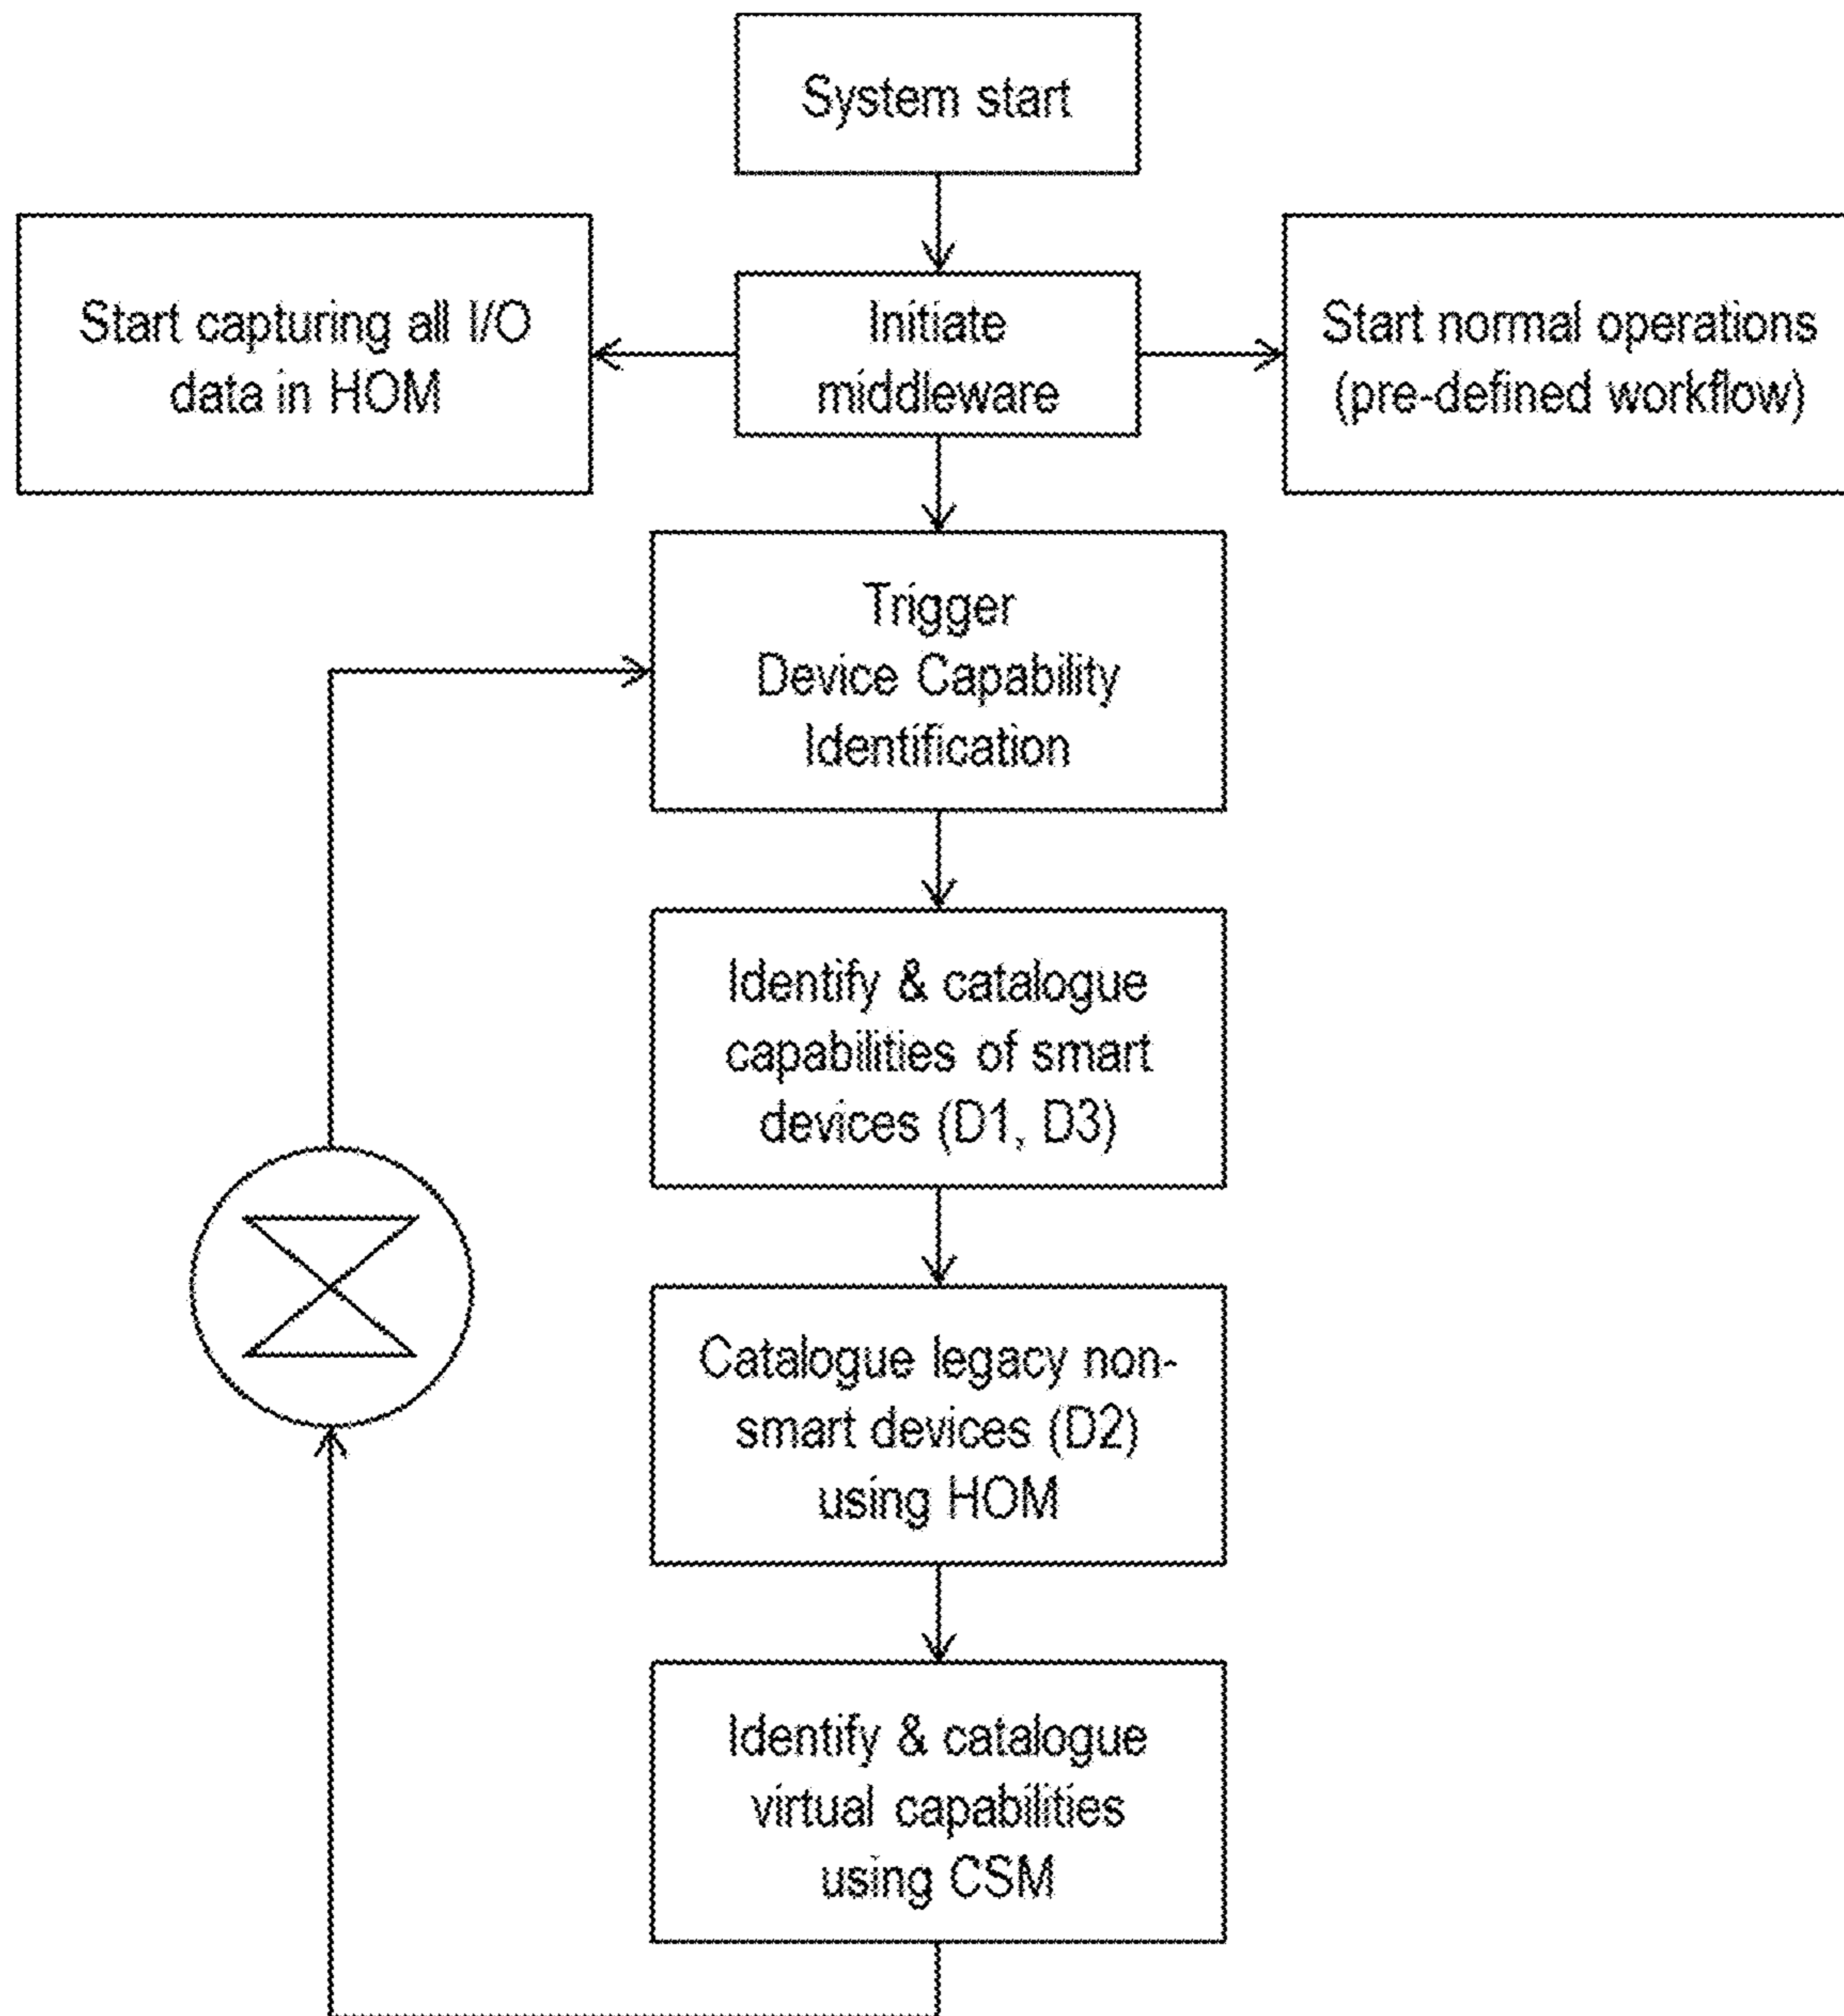 System start
Start capturing all I/O
data in HOM
Initiate
middleware
Start normal operations
(pre-defined workflow)
Trigger
Device Capability
Identification
Identify & catalogue
capabilities of smart
devices (D1, D3)
Catalogue legacy non-
smart devices (D2)
using HOM
Identify & catalogue
virtual capabilities
using CSM